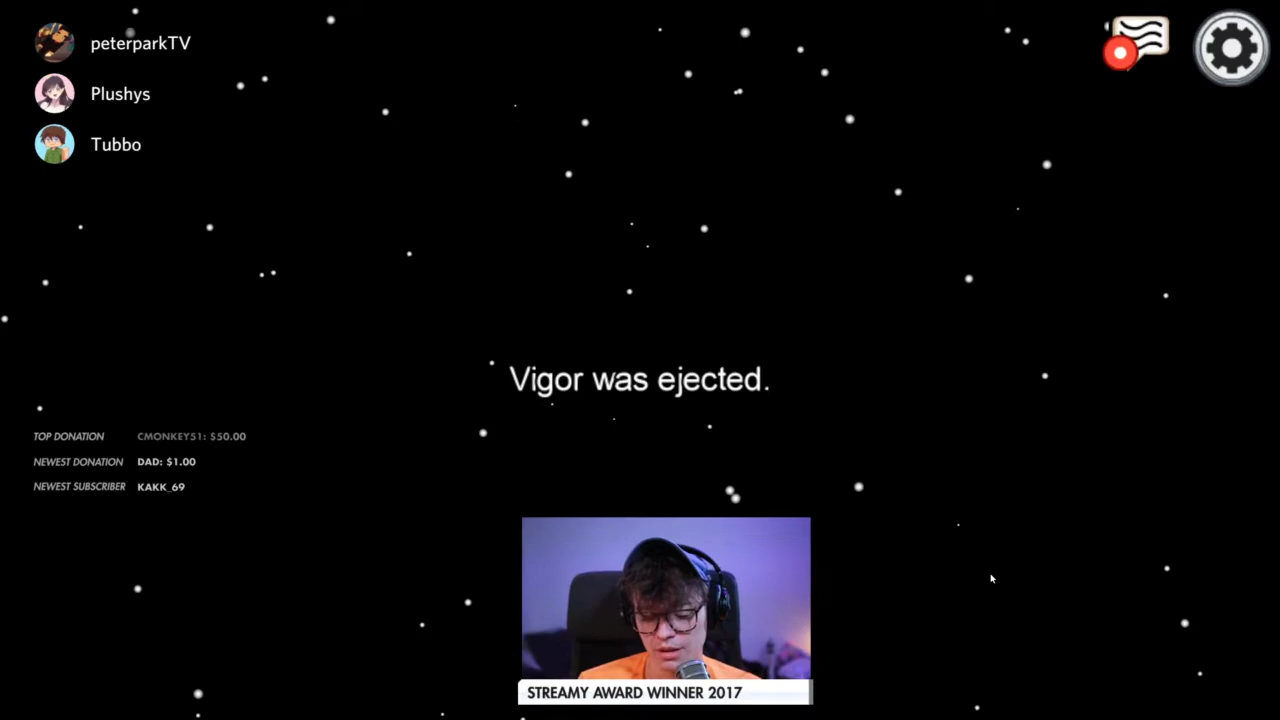 peterparkTV
Plushys
Tubbo
Vigor was ejected.
TOP DONATION CMONKEY51: $50.00
NEWEST DONATION DAD: $1.00
NEWEST SUBSCRIBER KAKK_69
STREAMY AWARD WINNER 2017